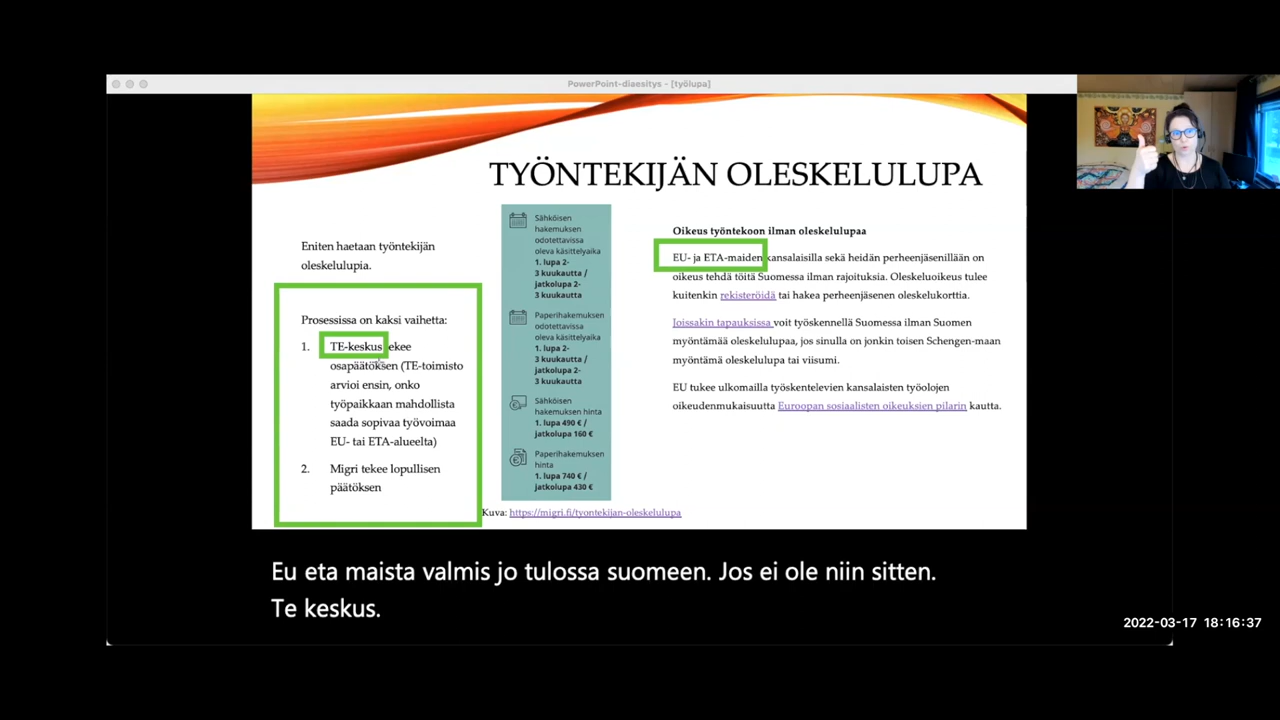 PowerPoint-diaesitys - [työlupa]
TYÖNTEKIJÄN OLESKELULUPA
Eniten haetaan työntekijän
oleskelulupia.
Prosessissa on kaksi vaihetta:
1. TE-keskus tekee
osapäätöksen (TE-toimisto
arvioi ensin, onko
työpaikkaan mahdollista
saada sopivaa työvoimaa
EU- tai ETA-alueelta)
2. Migri tekee lopullisen
päätöksen
Sähköisen
hakemuksen
odotettavissa
oleva käsittelyaika
1. lupa 2-
3 kuukautta /
jatkolupa 2-
3 kuukautta
Paperihakemuksen
odotettavissa
oleva käsittelyaika
1. lupa 2-
3 kuukautta /
jatkolupa 2-
3 kuukautta
Sähköisen
hakemuksen hinta
1. lupa 490 € /
jatkolupa 160 €
Paperihakemuksen
hinta
1. lupa 740 € /
jatkolupa 430 €
Kuva: https://migri.fi/tyontekijan-oleskelulupa
Oikeus työntekoon ilman oleskelulupaa
EU- ja ETA-maiden kansalaisilla sekä heidän perheenjäsenillään on
oikeus tehdä töitä Suomessa ilman rajoituksia. Oleskeluoikeus tulee
kuitenkin rekisteröidä tai hakea perheenjäsenen oleskelukorttia.
Joissakin tapauksissa voit työskennellä Suomessa ilman Suomen
myöntämää oleskelulupaa, jos sinulla on jonkin toisen Schengen-maan
myöntämä oleskelulupa tai viisumi.
EU tukee ulkomailla työskentelevien kansalaisten työolojen
oikeudenmukaisuutta Euroopan sosiaalisten oikeuksien pilarin kautta.
Eu eta maista valmis jo tulossa suomeen. Jos ei ole niin sitten.
Te keskus.
2022-03-17 18:16:37